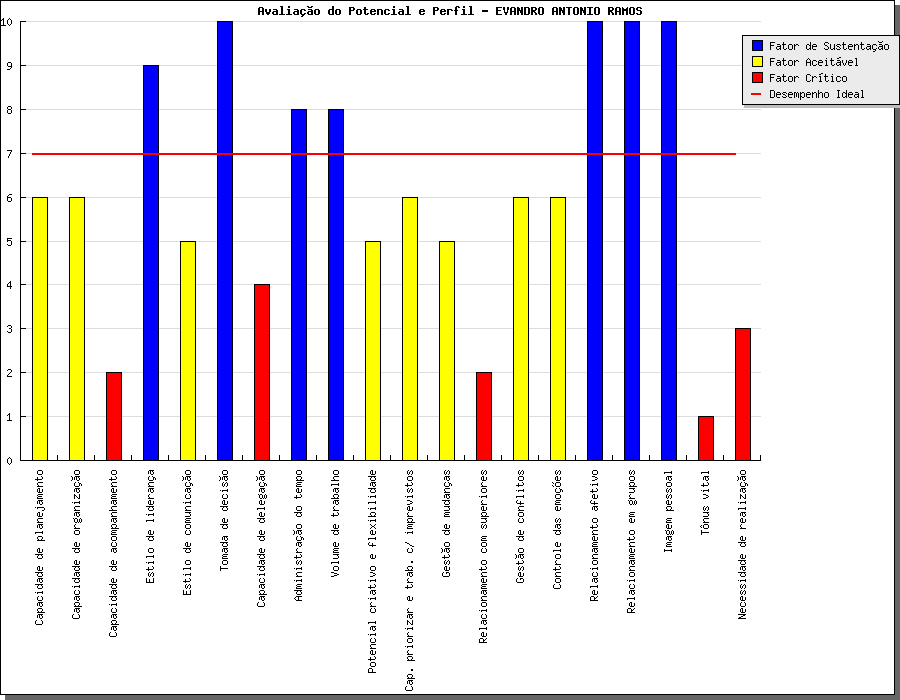 Avaliação do Potencial e Perfil - EVANDRO ANTONIO RAMOS
Fator de Sustentação
Fator Aceitável
Fator Crítico
Desempenho Ideal
10
9
8
7
6
5
4
3
2
1
0
Capacidade de planejamento
Capacidade de organização
Capacidade de acompanhamento
Estilo de liderança
Estilo de comunicação
Tomada de decisão
Capacidade de delegação
Administração do tempo
Volume de trabalho
Potencial criativo e flexibilidade
Cap. priorizar e trab. c/ imprevistos
Gestão de mudanças
Relacionamento com superiores
Gestão de conflitos
Controle das emoções
Relacionamento afetivo
Relacionamento em grupos
Imagem pessoal
Tônus vital
Necessidade de realização